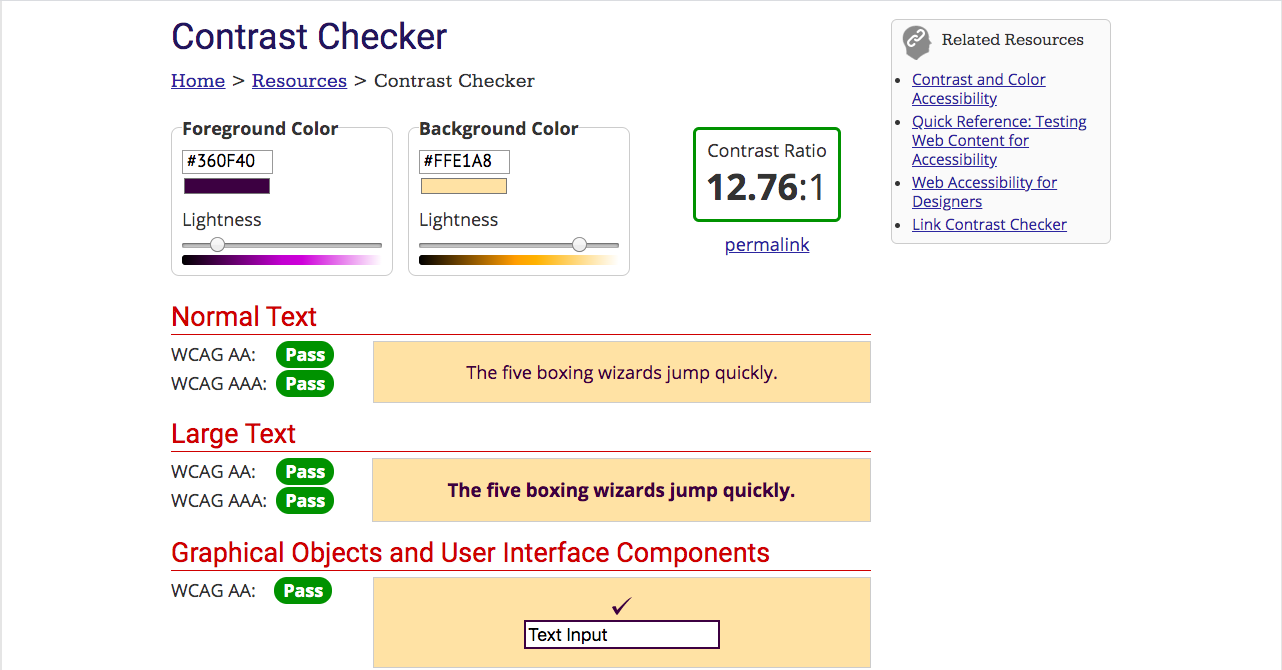 Contrast Checker
Home > Resources > Contrast Checker
Foreground Color
#360F40
Lightness
Background Color
#FFE1A8
Lightness
Contrast Ratio
12.76:1
permalink
Related Resources
Contrast and Color
Accessibility
Quick Reference: Testing
Web Content for
Accessibility
Web Accessibility for
Designers
Link Contrast Checker
Normal Text
WCAG AA: Pass
WCAG AAA: Pass
The five boxing wizards jump quickly.
Large Text
WCAG AA: Pass
WCAG AAA: Pass
The five boxing wizards jump quickly.
Graphical Objects and User Interface Components
WCAG AA: Pass
Text Input